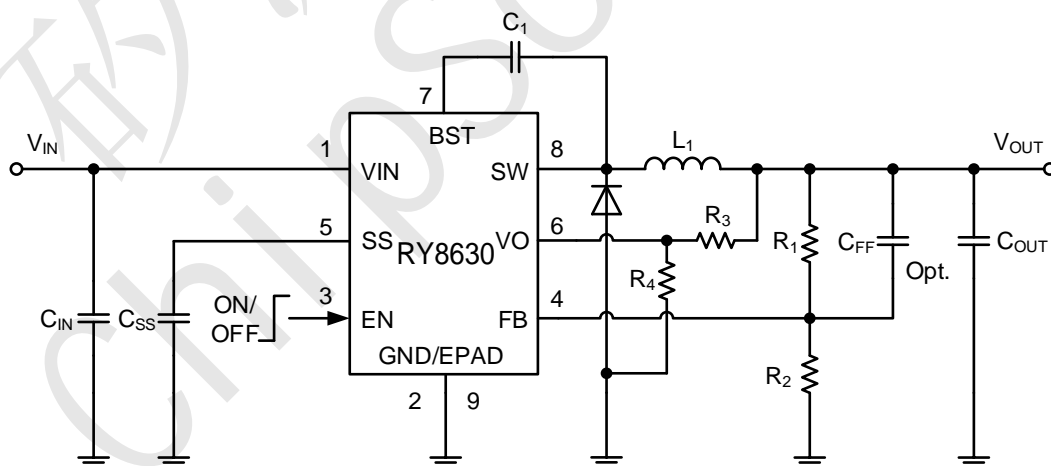 C1
7
BST
VIN
1
VIN
SW
8
L1
VOUT
5
SS
RY8630
VO
6
R3
R1
CFF
Opt.
COUT
R4
CIN
CSS
ON/
OFF
3
EN
FB
4
GND/EPAD
R2
2
9
ChipSo